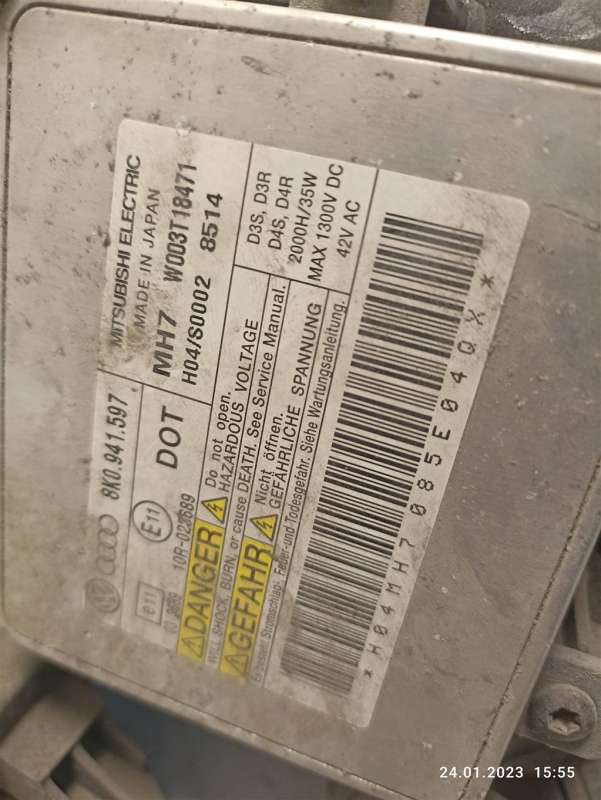 8K0.941.597
MITSUBISHI ELECTRIC
MADE IN JAPAN
E11
DOT
MH7 W003T18471
H04/S0002 8514
e11
10R-023689
DANGER
Do not open.
HAZARDOUS VOLTAGE
WILL SHOCK, BURN, or cause DEATH. See Service Manual.
GEFAHR
Nicht öffnen.
GEFÄHRLICHE SPANNUNG
Feuer-und Todesgefahr. Siehe Wartungsanleitung.
D3S, D3R
D4S, D4R
2000H/35W
MAX 1300V DC
42V AC
*H04MH7085E04QX*
24.01.2023 15:55